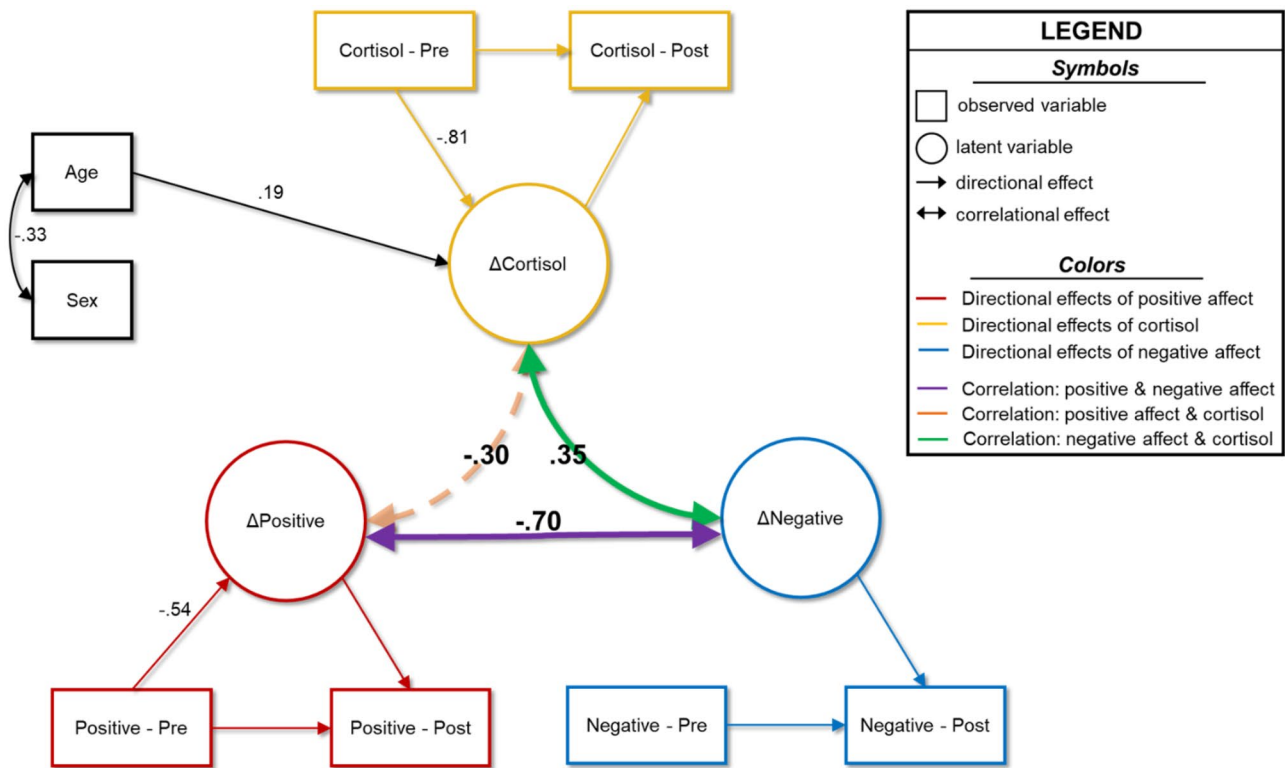 Cortisol - Pre
Cortisol - Post
-.81
Age
.19
-.33
Sex
ΔCortisol
-.30
.35
ΔPositive
-.70
ΔNegative
-.54
Positive - Pre
Positive - Post
Negative - Pre
Negative - Post
LEGEND
Symbols
observed variable
latent variable
directional effect
correlational effect
Colors
Directional effects of positive affect
Directional effects of cortisol
Directional effects of negative affect
Correlation: positive & negative affect
Correlation: positive affect & cortisol
Correlation: negative affect & cortisol